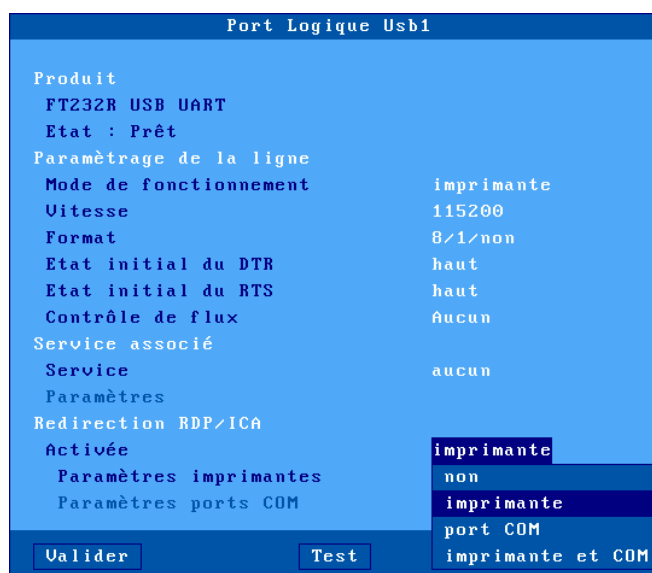 Port Logique Usb1
Produit
FT232R USB UART
Etat : Prêt
Paramètrage de la ligne
Mode de fonctionnement imprimante
Vitesse 115200
Format 8/1/non
Etat initial du DTR haut
Etat initial du RTS haut
Contrôle de flux Aucun
Service associé
Service aucun
Paramètres
Redirection RDP/ICA
Activée imprimante
Paramètres imprimantes non
Paramètres ports COM imprimante
port COM
Valider Test imprimante et COM